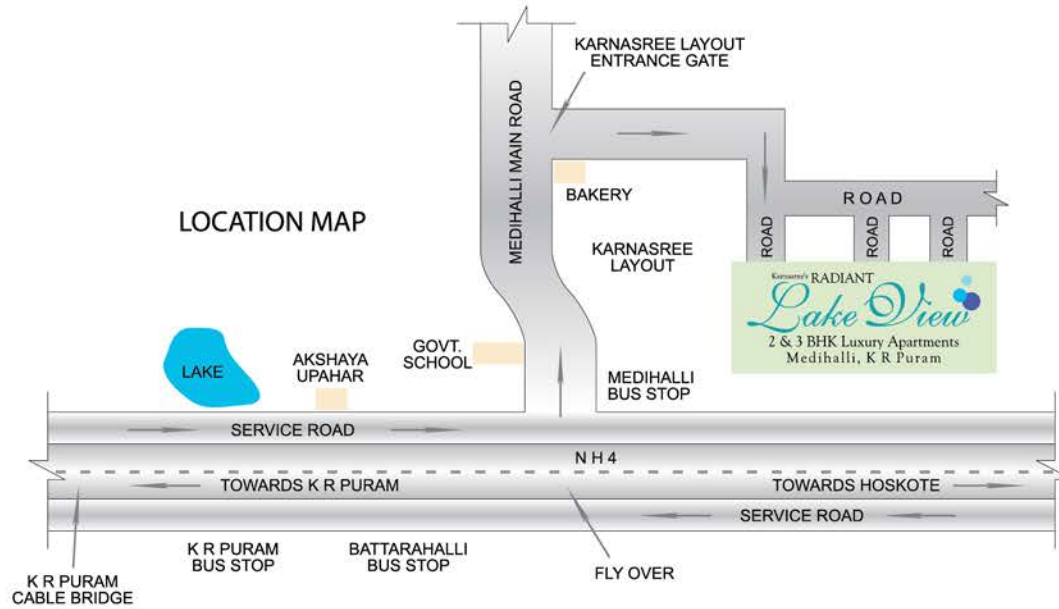 KARNASREE LAYOUT
ENTRANCE GATE
MEDIHALLI MAIN ROAD
BAKERY
ROAD
LOCATION MAP
KARNASREE
LAYOUT
ROAD
ROAD
ROAD
Karnasree's RADIANT
Lake View
2 & 3 BHK Luxury Apartments
Medihalli, K R Puram
GOVT.
SCHOOL
LAKE
AKSHAYA
UPAHAR
MEDIHALLI
BUS STOP
SERVICE ROAD
N H 4
TOWARDS K R PURAM
TOWARDS HOSKOTE
SERVICE ROAD
K R PURAM
BUS STOP
BATTARAHALLI
BUS STOP
FLY OVER
K R PURAM
CABLE BRIDGE